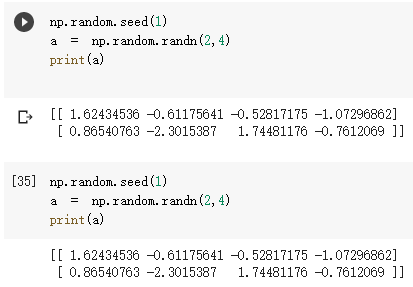 np.random.seed(1)
a = np.random.randn(2,4)
print(a)
[[ 1.62434536 -0.61175641 -0.52817175 -1.07296862]
[ 0.86540763 -2.3015387 1.74481176 -0.7612069 ]]
[35] np.random.seed(1)
a = np.random.randn(2,4)
print(a)
[[ 1.62434536 -0.61175641 -0.52817175 -1.07296862]
[ 0.86540763 -2.3015387 1.74481176 -0.7612069 ]]